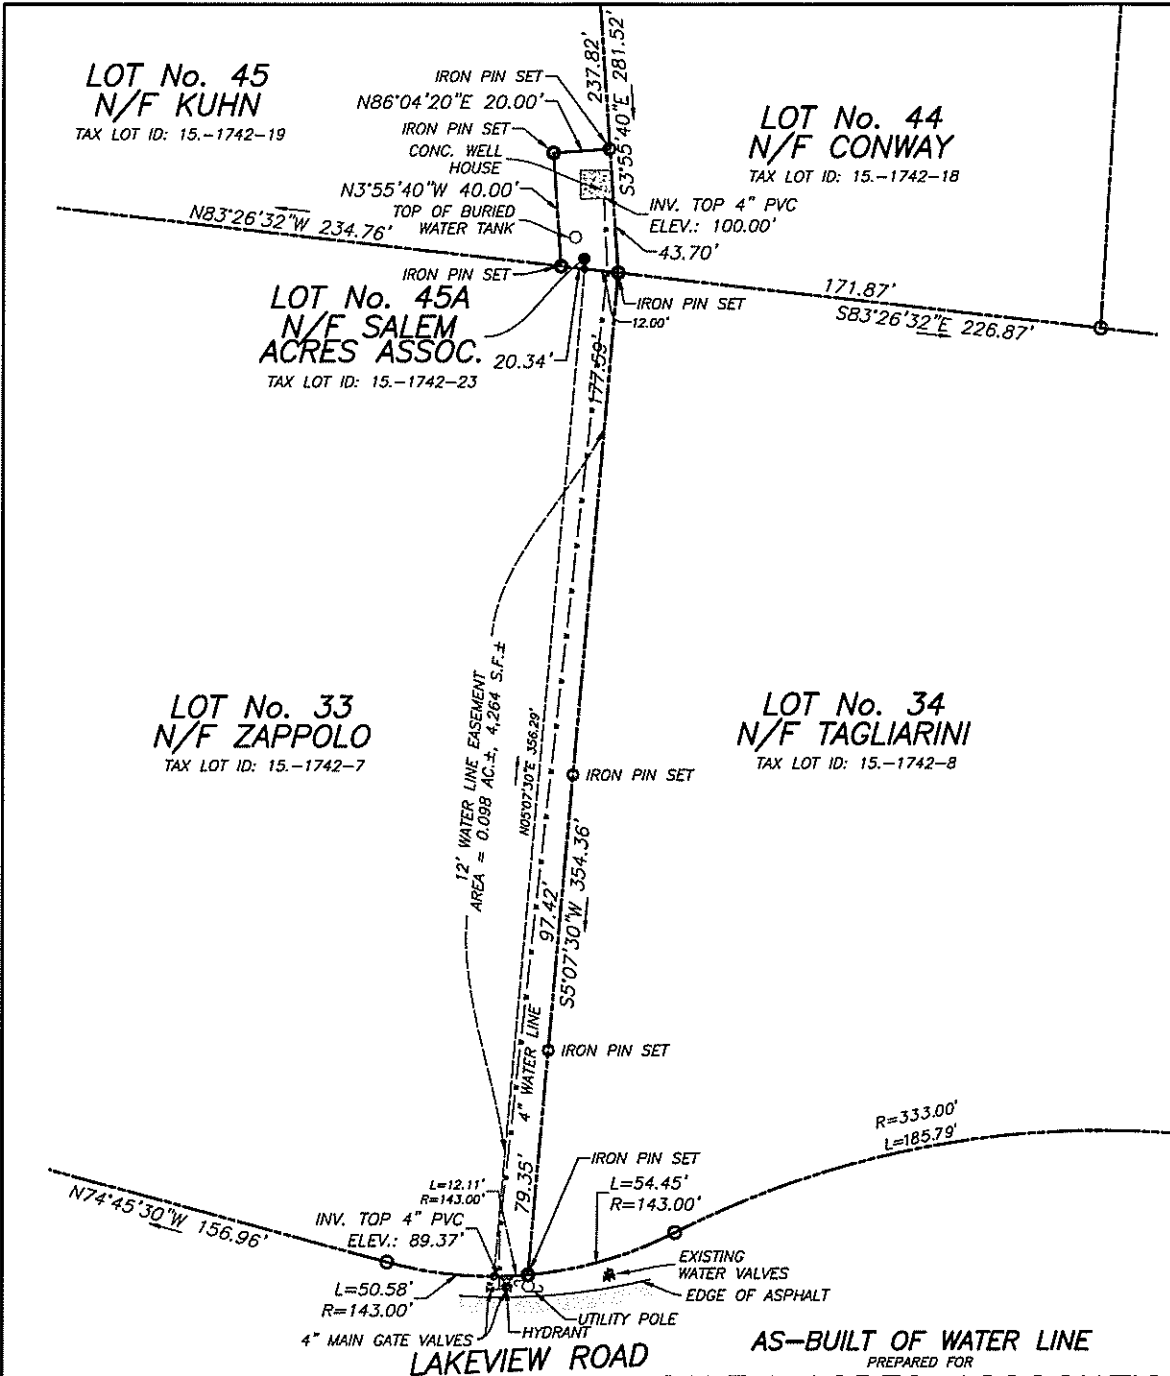 LOT No. 45
N/F KUHN
TAX LOT ID: 15.-1742-19
IRON PIN SET
N86°04'20"E 20.00'
IRON PIN SET
CONC. WELL
HOUSE
N3°55'40"W 40.00'
TOP OF BURIED
WATER TANK
237.82'
S3°55'40"E 281.52'
LOT No. 44
N/F CONWAY
TAX LOT ID: 15.-1742-18
INV. TOP 4" PVC
ELEV.: 100.00'
43.70'
N83°26'32"W 234.76'
IRON PIN SET
IRON PIN SET
12.00'
171.87'
S83°26'32"E 226.87'
LOT No. 45A
N/F SALEM
ACRES ASSOC.
TAX LOT ID: 15.-1742-23
20.34'
177.59'
LOT No. 33
N/F ZAPPOLO
TAX LOT ID: 15.-1742-7
12' WATER LINE EASEMENT
AREA = 0.098 AC.±, 4,264 S.F.±
N05°07'30"E 356.29'
LOT No. 34
N/F TAGLIARINI
TAX LOT ID: 15.-1742-8
IRON PIN SET
97.42'
S5°07'30"W 354.36'
4" WATER LINE
IRON PIN SET
79.35'
R=333.00'
L=185.79'
IRON PIN SET
L=54.45'
R=143.00'
L=12.11'
R=143.00'
N74°45'30"W 156.96'
INV. TOP 4" PVC
ELEV.: 89.37'
L=50.58'
R=143.00'
EXISTING
WATER VALVES
EDGE OF ASPHALT
UTILITY POLE
HYDRANT
4" MAIN GATE VALVES
LAKEVIEW ROAD
AS-BUILT OF WATER LINE
PREPARED FOR